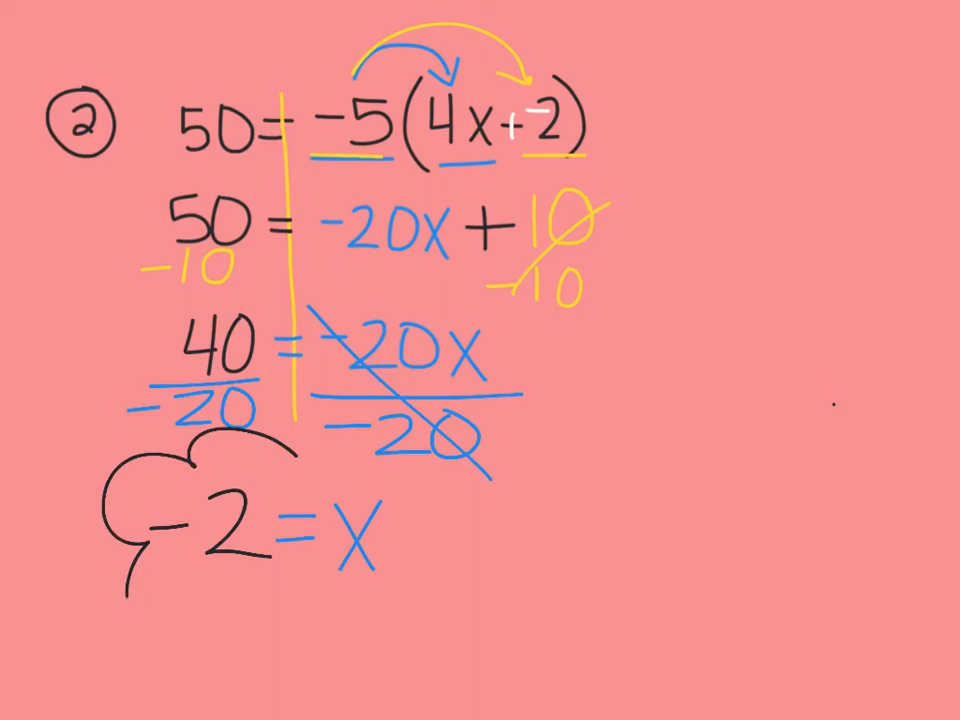 ② 50 = -5(4x + -2)
50 = -20x + 10
-10 -10
40 = -20x
-20 -20
-2 = x